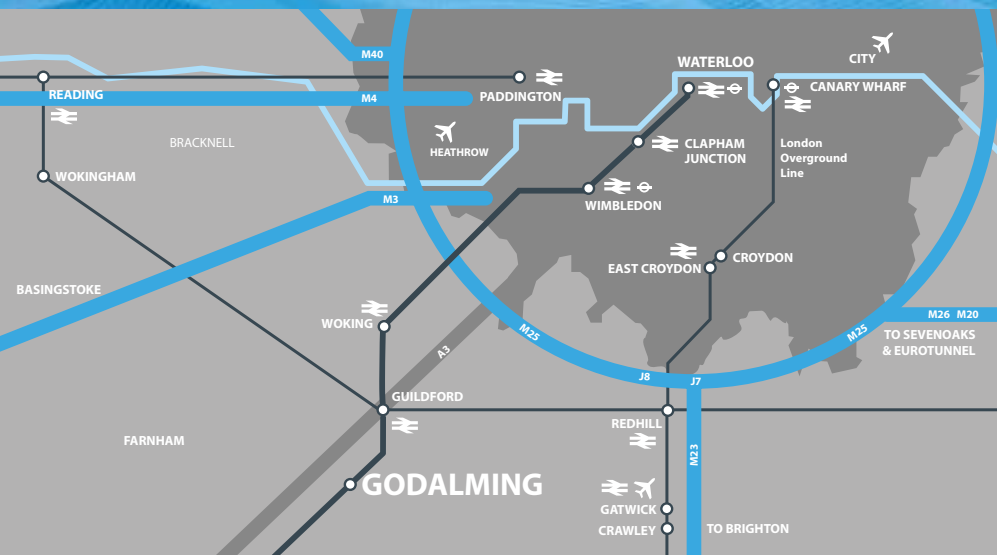 M40
CITY
WATERLOO
READING
M4
PADDINGTON
CANARY WHARF
BRACKNELL
HEATHROW
CLAPHAM
JUNCTION
London
Overground
Line
WOKINGHAM
M3
WIMBLEDON
EAST CROYDON
CROYDON
BASINGSTOKE
WOKING
M25
A3
M25
M26 M20
TO SEVENOAKS
& EUROTUNNEL
J8
J7
GUILDFORD
REDHILL
FARNHAM
M23
GODALMING
GATWICK
CRAWLEY
TO BRIGHTON